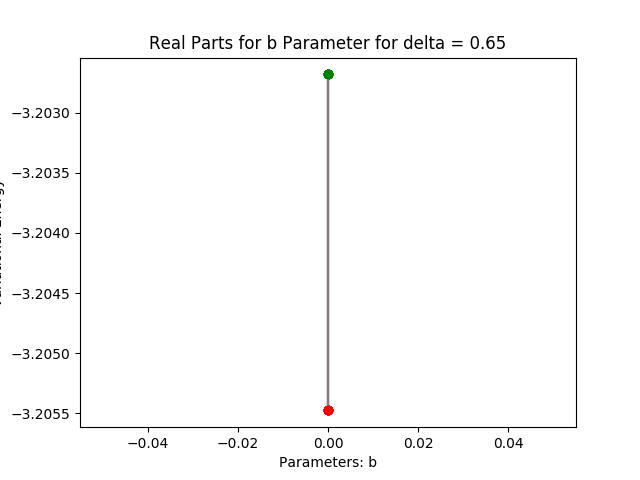 Real Parts for b Parameter for delta = 0.65
−3.2030
−3.2035
−3.2040
−3.2045
−3.2050
−3.2055
−0.04 −0.02 0.00 0.02 0.04
Parameters: b